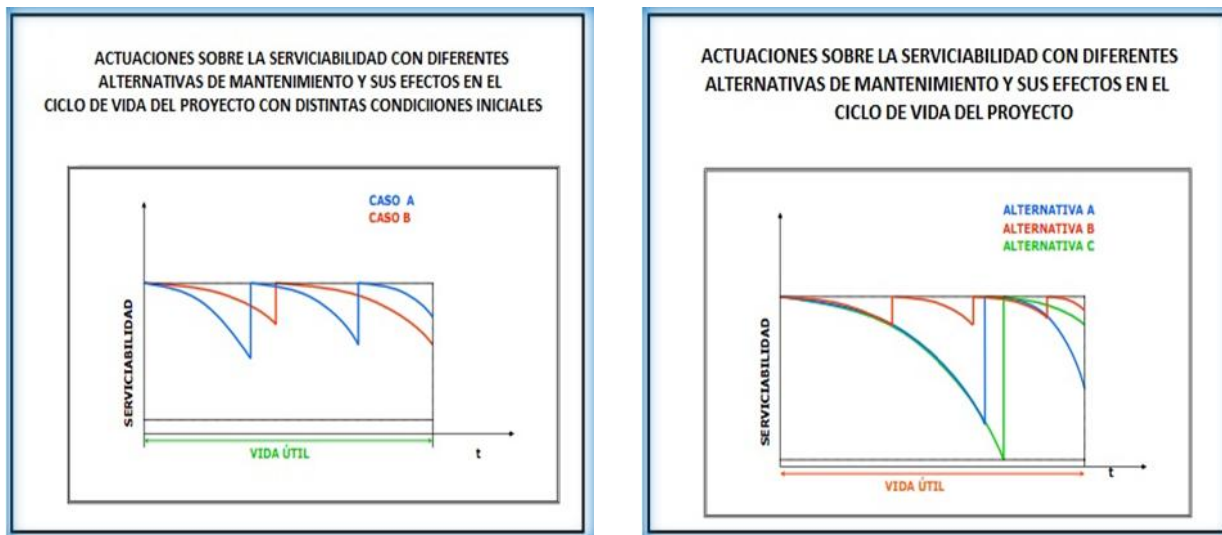 ACTUACIONES SOBRE LA SERVICIABILIDAD CON DIFERENTES
ALTERNATIVAS DE MANTENIMIENTO Y SUS EFECTOS EN EL
CICLO DE VIDA DEL PROYECTO CON DISTINTAS CONDICIIONES INICIALES
CASO A
CASO B
SERVICIABILIDAD
VIDA ÚTIL
t
ACTUACIONES SOBRE LA SERVICIABILIDAD CON DIFERENTES
ALTERNATIVAS DE MANTENIMIENTO Y SUS EFECTOS EN EL
CICLO DE VIDA DEL PROYECTO
ALTERNATIVA A
ALTERNATIVA B
ALTERNATIVA C
SERVICIABILIDAD
VIDA ÚTIL
t